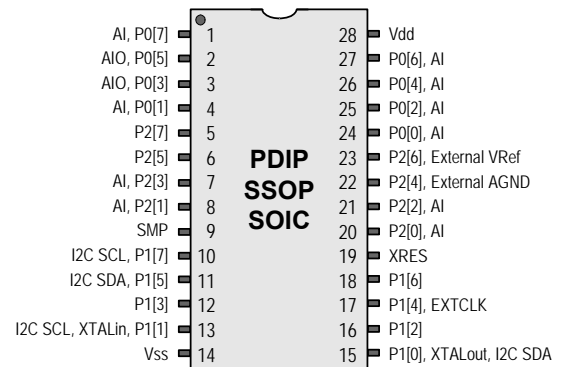 AI, P0[7] 1 28 Vdd
AIO, P0[5] 2 27 P0[6], AI
AIO, P0[3] 3 26 P0[4], AI
AI, P0[1] 4 25 P0[2], AI
P2[7] 5 24 P0[0], AI
P2[5] 6 PDIP 23 P2[6], External VRef
AI, P2[3] 7 SSOP 22 P2[4], External AGND
AI, P2[1] 8 SOIC 21 P2[2], AI
SMP 9 20 P2[0], AI
I2C SCL, P1[7] 10 19 XRES
I2C SDA, P1[5] 11 18 P1[6]
P1[3] 12 17 P1[4], EXTCLK
I2C SCL, XTALin, P1[1] 13 16 P1[2]
Vss 14 15 P1[0], XTALout, I2C SDA